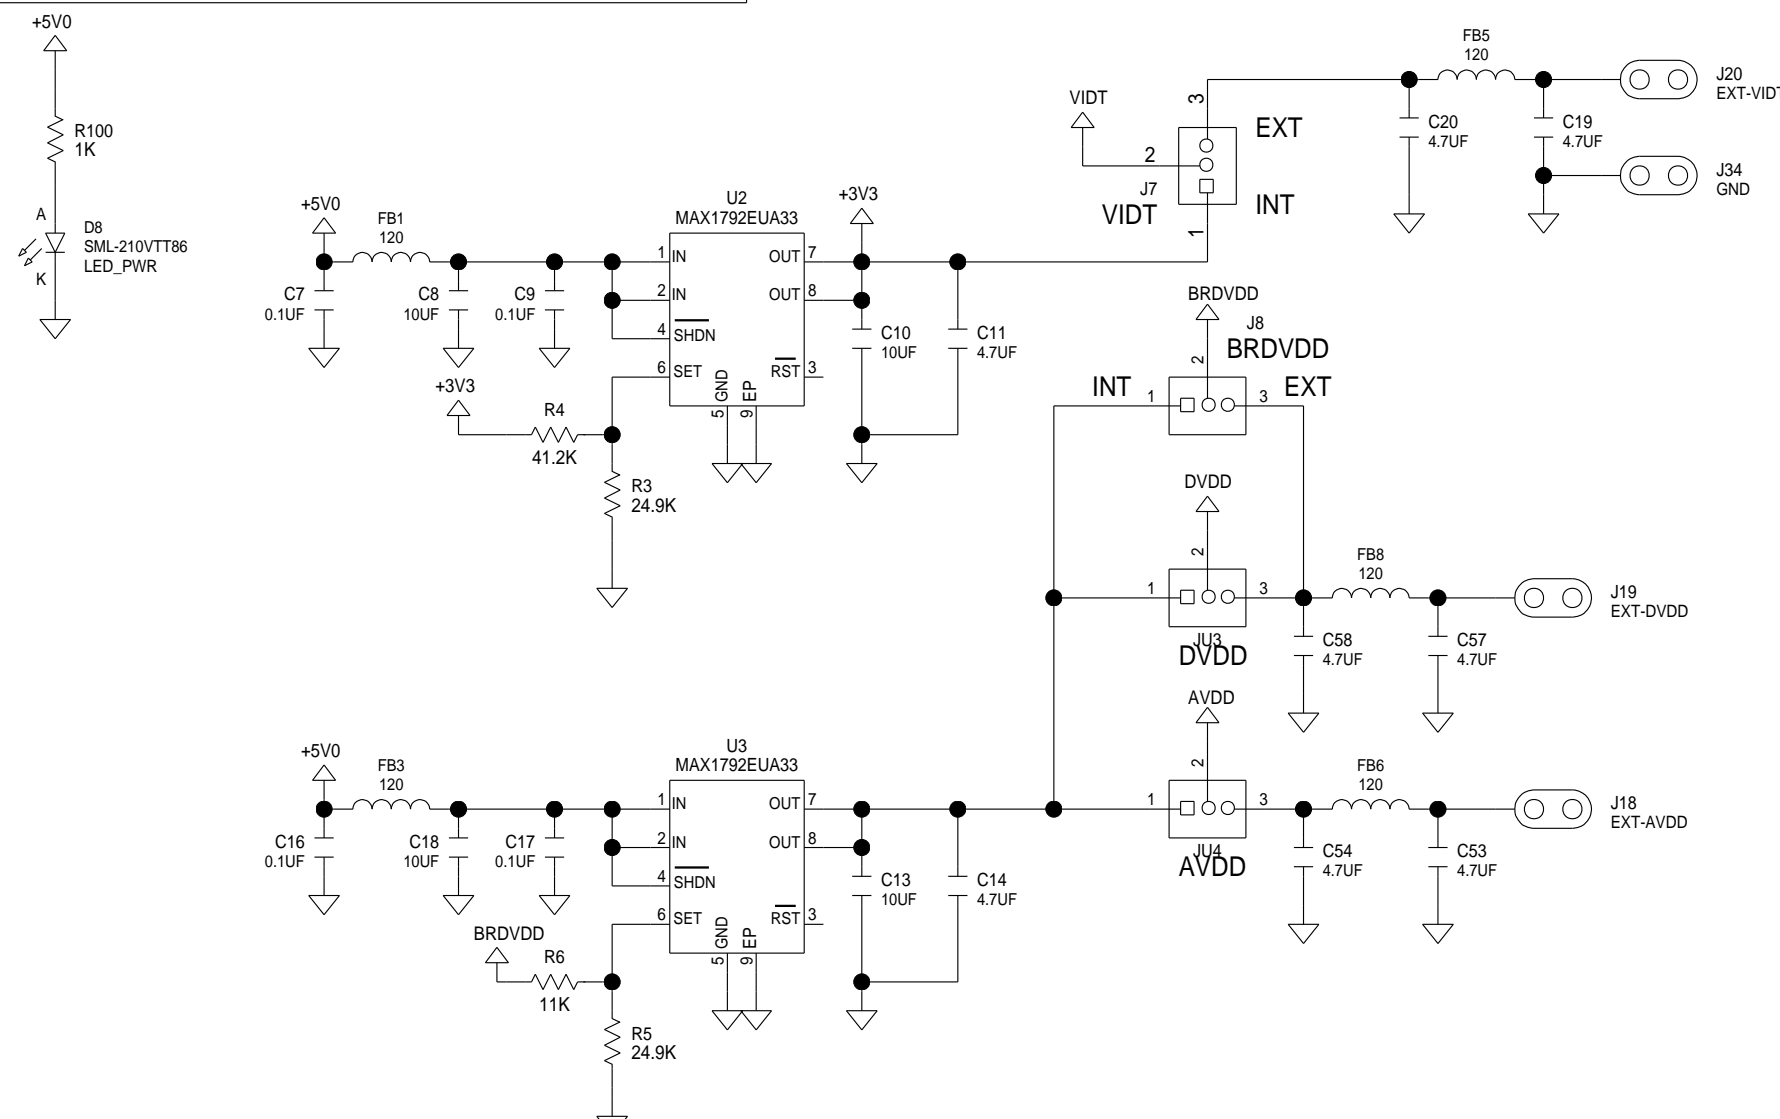 +5V0
R100
1K
A
D8
SML-210VTT86
LED_PWR
K
+5V0
FB1
120
C7
0.1UF
C8
10UF
C9
0.1UF
U2
MAX1792EUA33
1 IN
2 IN
4 SHDN
6 SET
OUT 7
OUT 8
RST 3
5 GND
9 EP
+3V3
R4
41.2K
R3
24.9K
+3V3
C10
10UF
C11
4.7UF
VIDT
2
3
EXT
J7
VIDT
INT
1
FB5
120
C20
4.7UF
C19
4.7UF
J20
EXT-VIDT
J34
GND
BRDVDD
J8
BRDVDD
2
INT
1
3
EXT
DVDD
2
1
3
JU3
DVDD
FB8
120
C58
4.7UF
C57
4.7UF
J19
EXT-DVDD
AVDD
2
1
3
JU4
AVDD
FB6
120
C54
4.7UF
C53
4.7UF
J18
EXT-AVDD
+5V0
FB3
120
C16
0.1UF
C18
10UF
C17
0.1UF
U3
MAX1792EUA33
1 IN
2 IN
4 SHDN
6 SET
OUT 7
OUT 8
RST 3
5 GND
9 EP
BRDVDD
R6
11K
R5
24.9K
C13
10UF
C14
4.7UF